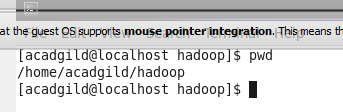 at the guest OS supports mouse pointer integration. This means th
[acadgild@localhost hadoop]$ pwd
/home/acadgild/hadoop
[acadgild@localhost hadoop]$